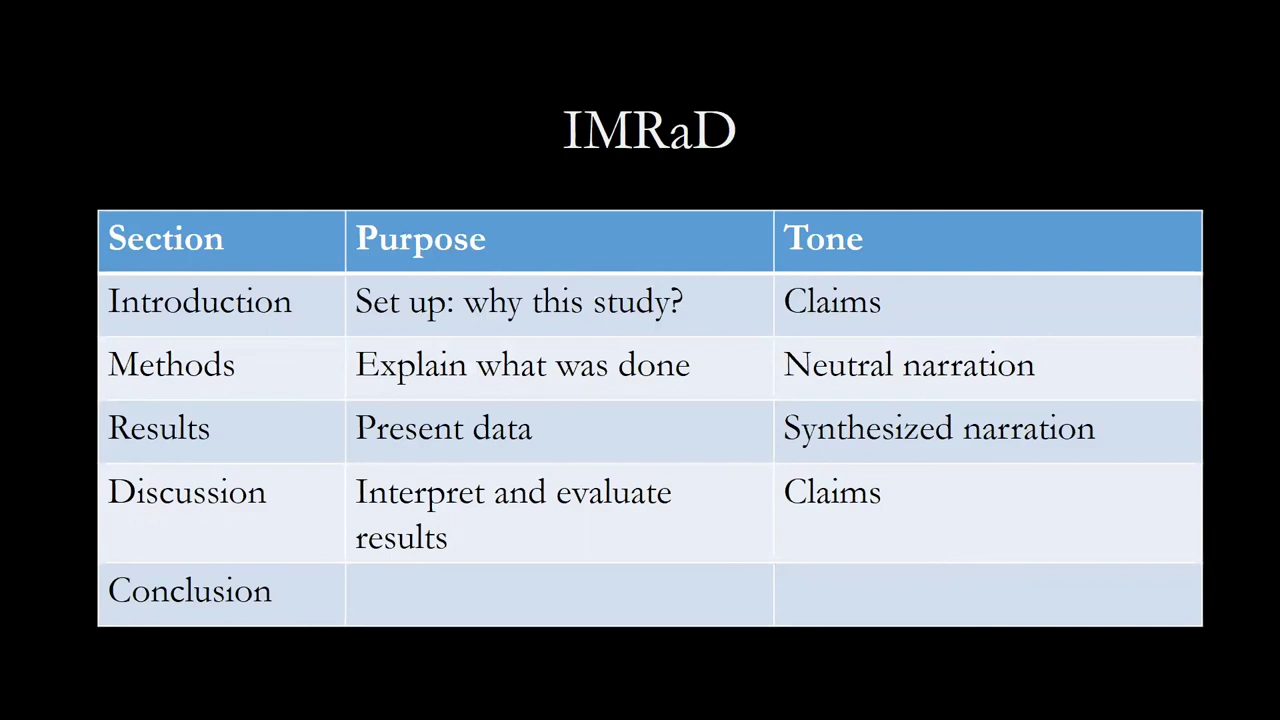 IMRaD
Section Purpose Tone
Introduction Set up: why this study? Claims
Methods Explain what was done Neutral narration
Results Present data Synthesized narration
Discussion Interpret and evaluate Claims
results
Conclusion